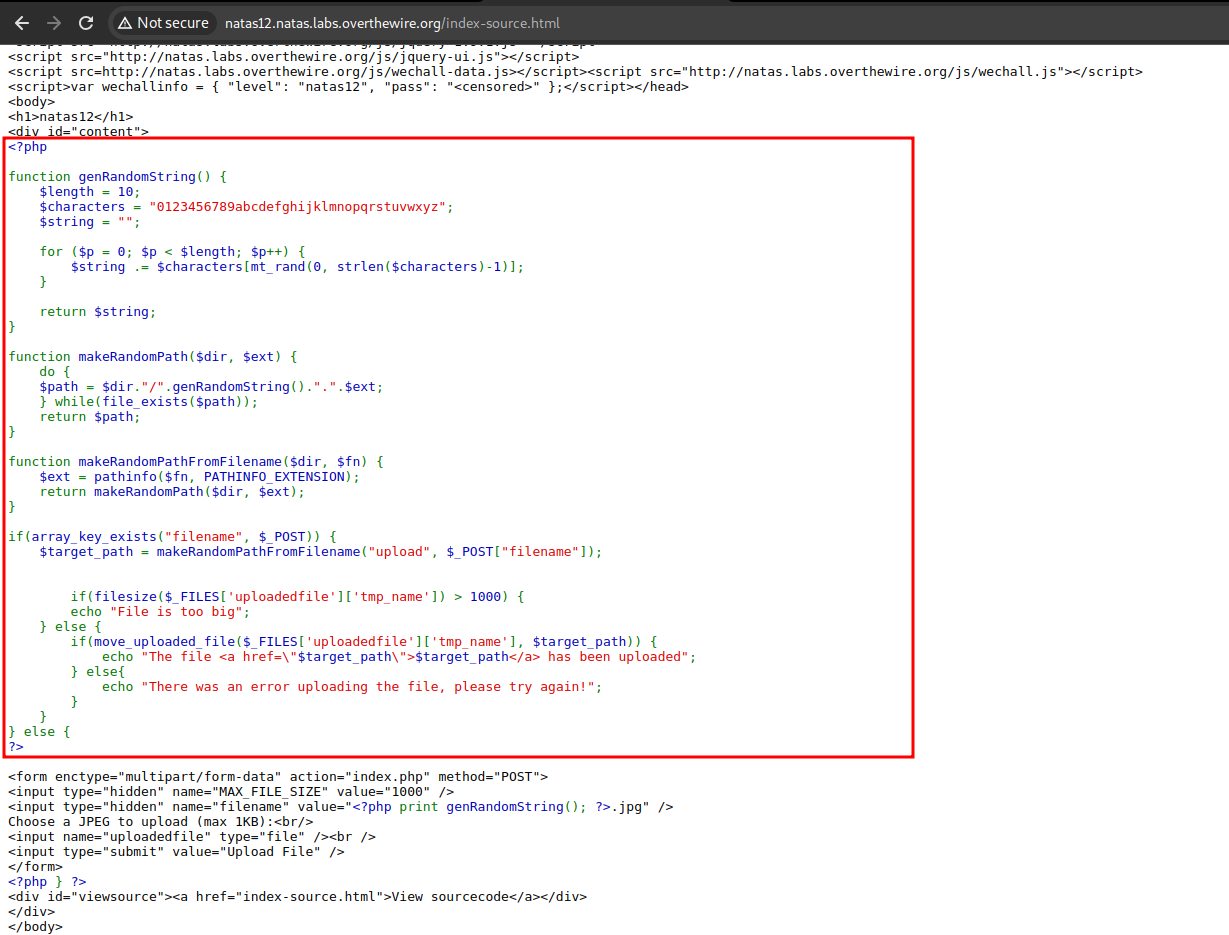 Not secure natas12.natas.labs.overthewire.org/index-source.html
<script src="http://natas.labs.overthewire.org/js/jquery-ui.js"></script>
<script src=http://natas.labs.overthewire.org/js/wechall-data.js></script><script src="http://natas.labs.overthewire.org/js/wechall.js"></script>
<script>var wechallinfo = { "level": "natas12", "pass": "<censored>" };</script></head>
<body>
<h1>natas12</h1>
<div id="content">
<?php

function genRandomString() {
    $length = 10;
    $characters = "0123456789abcdefghijklmnopqrstuvwxyz";
    $string = "";

    for ($p = 0; $p < $length; $p++) {
        $string .= $characters[mt_rand(0, strlen($characters)-1)];
    }

    return $string;
}

function makeRandomPath($dir, $ext) {
    do {
    $path = $dir."/".genRandomString().".".$ext;
    } while(file_exists($path));
    return $path;
}

function makeRandomPathFromFilename($dir, $fn) {
    $ext = pathinfo($fn, PATHINFO_EXTENSION);
    return makeRandomPath($dir, $ext);
}

if(array_key_exists("filename", $_POST)) {
    $target_path = makeRandomPathFromFilename("upload", $_POST["filename"]);


        if(filesize($_FILES['uploadedfile']['tmp_name']) > 1000) {
        echo "File is too big";
    } else {
        if(move_uploaded_file($_FILES['uploadedfile']['tmp_name'], $target_path)) {
            echo "The file <a href=\"$target_path\">$target_path</a> has been uploaded";
        } else{
            echo "There was an error uploading the file, please try again!";
        }
    }
} else {
?>

<form enctype="multipart/form-data" action="index.php" method="POST">
<input type="hidden" name="MAX_FILE_SIZE" value="1000" />
<input type="hidden" name="filename" value="<?php print genRandomString(); ?>.jpg" />
Choose a JPEG to upload (max 1KB):<br/>
<input name="uploadedfile" type="file" /><br />
<input type="submit" value="Upload File" />
</form>
<?php } ?>
<div id="viewsource"><a href="index-source.html">View sourcecode</a></div>
</div>
</body>